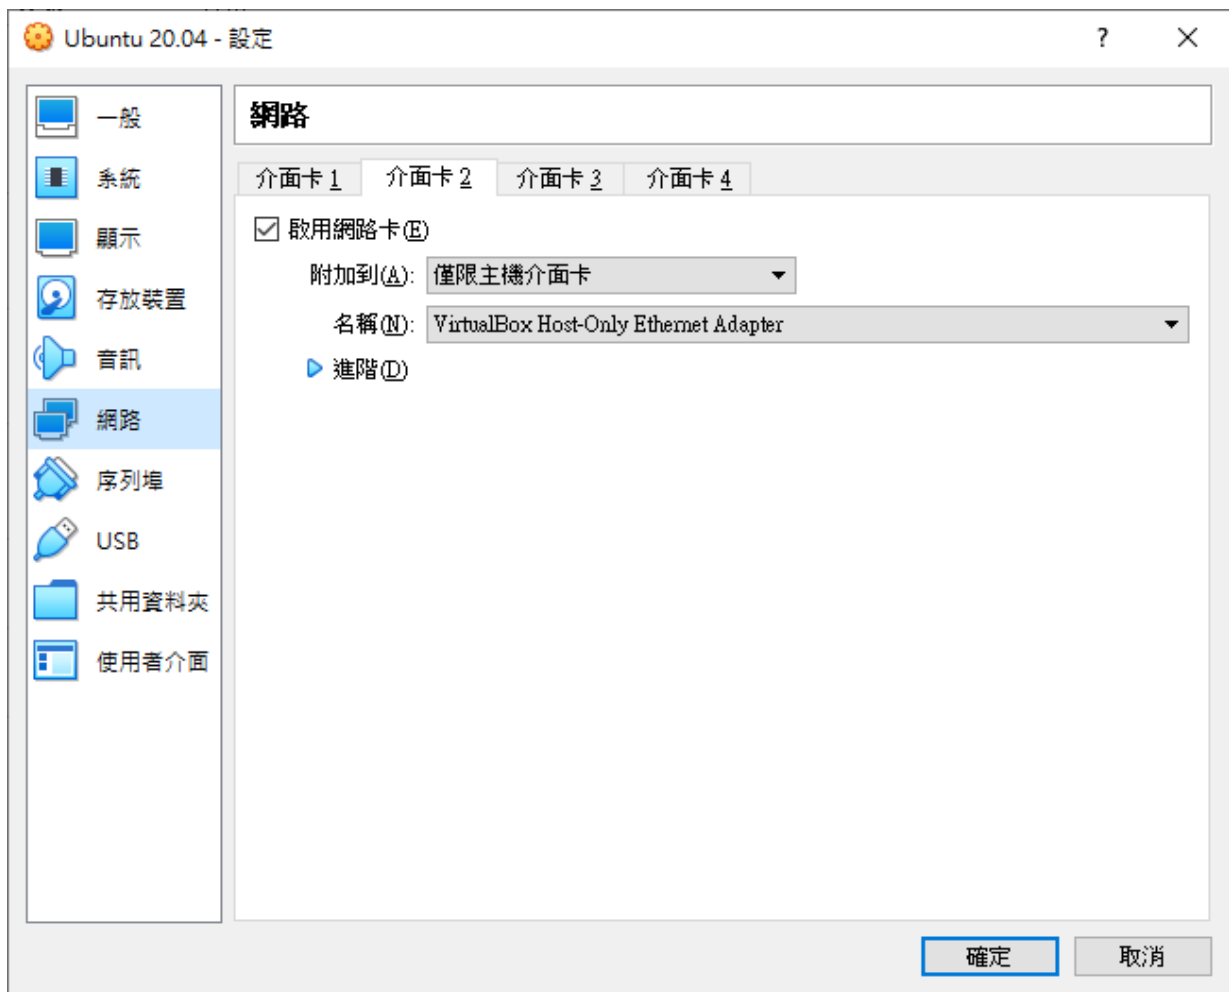 Ubuntu 20.04 - 設定
?
一般
系統
顯示
存放裝置
音訊
網路
序列埠
USB
共用資料夾
使用者介面
網路
介面卡 1 介面卡 2 介面卡 3 介面卡 4
啟用網路卡(E)
附加到(A): 僅限主機介面卡
名稱(N): VirtualBox Host-Only Ethernet Adapter
進階(D)
確定 取消